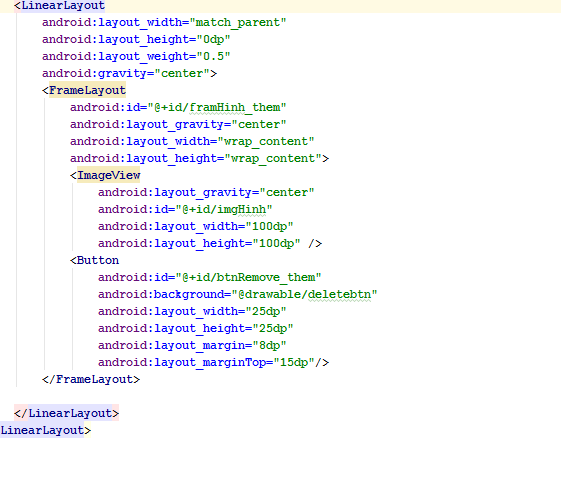 <LinearLayout
android:layout_width="match_parent"
android:layout_height="0dp"
android:layout_weight="0.5"
android:gravity="center">
<FrameLayout
android:id="@+id/framHinh_them"
android:layout_gravity="center"
android:layout_width="wrap_content"
android:layout_height="wrap_content">
<ImageView
android:layout_gravity="center"
android:id="@+id/imgHinh"
android:layout_width="100dp"
android:layout_height="100dp" />
<Button
android:id="@+id/btnRemove_them"
android:background="@drawable/deletebtn"
android:layout_width="25dp"
android:layout_height="25dp"
android:layout_margin="8dp"
android:layout_marginTop="15dp"/>
</FrameLayout>
</LinearLayout>
LinearLayout>